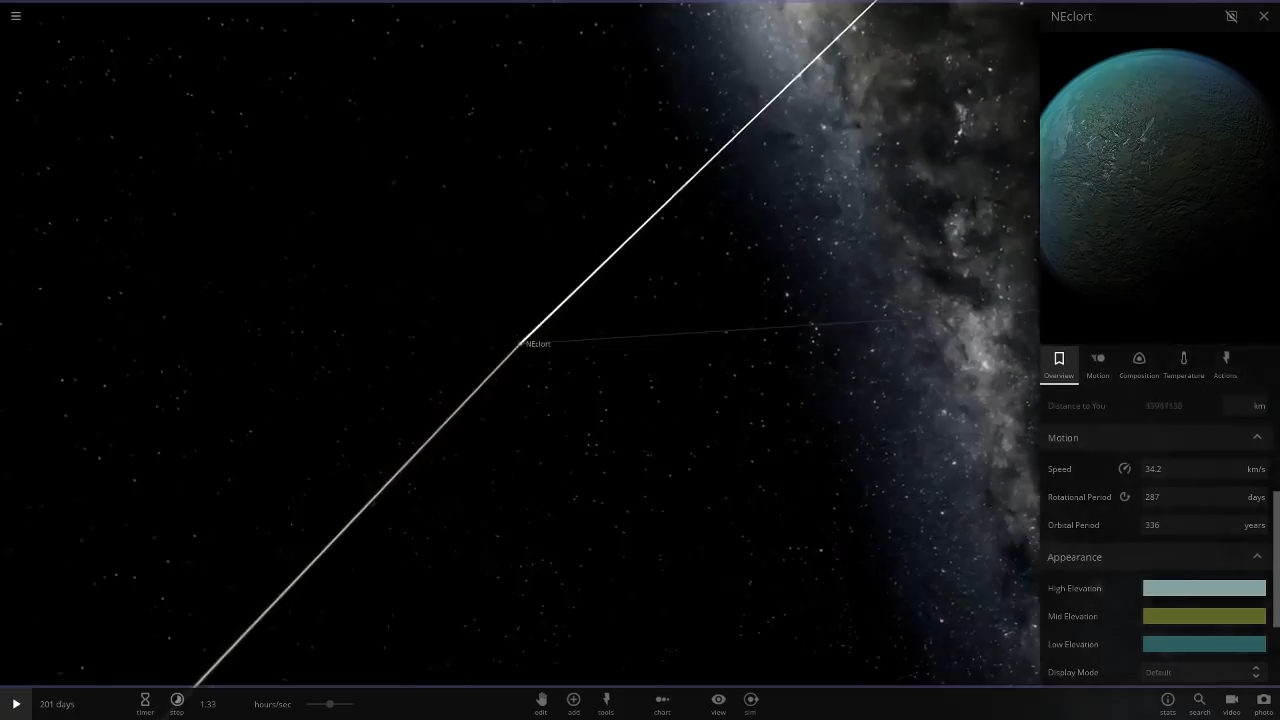 NEclort
NEclort
Overview Motion Composition Temperature Actions
Distance to You km
Motion
Speed 34.2 km/s
Rotational Period 287 days
Orbital Period 336 years
Appearance
High Elevation
Mid Elevation
Low Elevation
Display Mode Default
201 days timer step 1.33 hours/sec edit add tools chart view sim stats search video photo